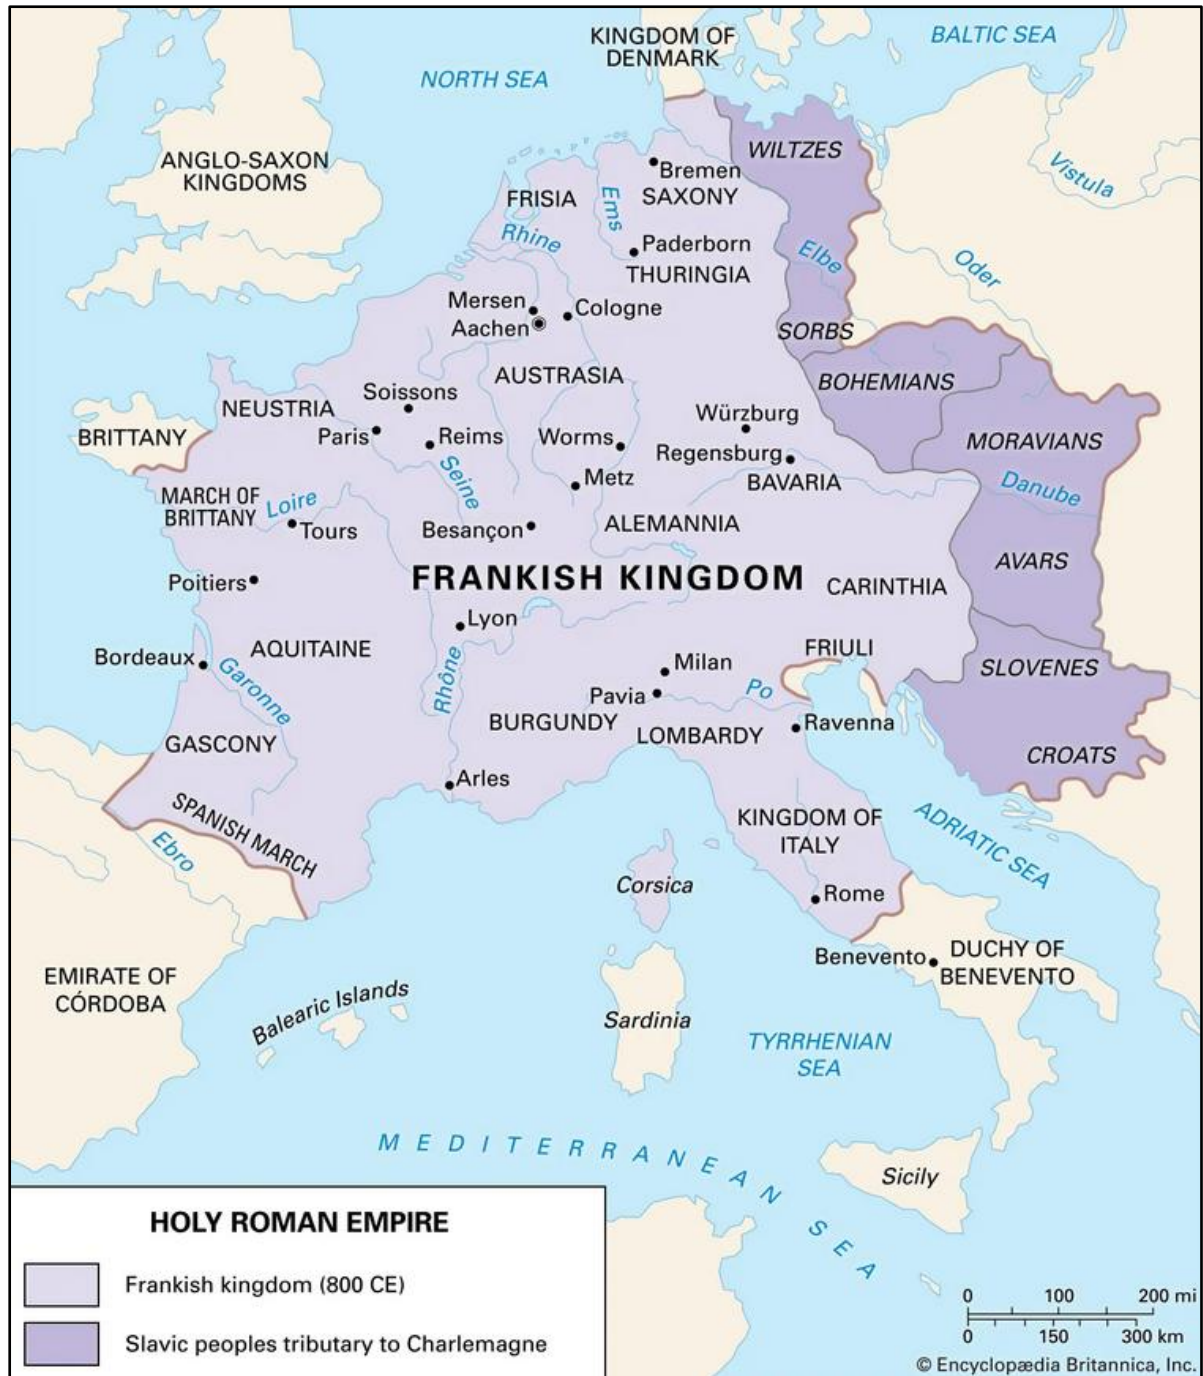 KINGDOM OF
DENMARK
BALTIC SEA
NORTH SEA
WILTZES
ANGLO-SAXON
KINGDOMS
Bremen
SAXONY
Vistula
FRISIA
Ems
Rhine
Paderborn
Elbe
Oder
THURINGIA
Mersen
Cologne
Aachen
SORBS
AUSTRASIA
BOHEMIANS
Soissons
NEUSTRIA
Würzburg
BRITTANY
Paris
Reims
Worms
MORAVIANS
Regensburg
Seine
Metz
BAVARIA
Danube
MARCH OF
BRITTANY
Loire
Tours
Besançon
ALEMANNIA
AVARS
Poitiers
FRANKISH KINGDOM
CARINTHIA
Lyon
AQUITAINE
FRIULI
Bordeaux
Milan
SLOVENES
Garonne
Rhône
Pavia
Po
BURGUNDY
LOMBARDY
Ravenna
GASCONY
CROATS
Arles
SPANISH MARCH
KINGDOM OF
ITALY
ADRIATIC SEA
Ebro
Corsica
Rome
Benevento
DUCHY OF
BENEVENTO
EMIRATE OF
CÓRDOBA
Balearic Islands
Sardinia
TYRRHENIAN
SEA
MEDITERRANEAN SEA
Sicily
HOLY ROMAN EMPIRE
Frankish kingdom (800 CE)
Slavic peoples tributary to Charlemagne
0 100 200 mi
0 150 300 km
© Encyclopædia Britannica, Inc.